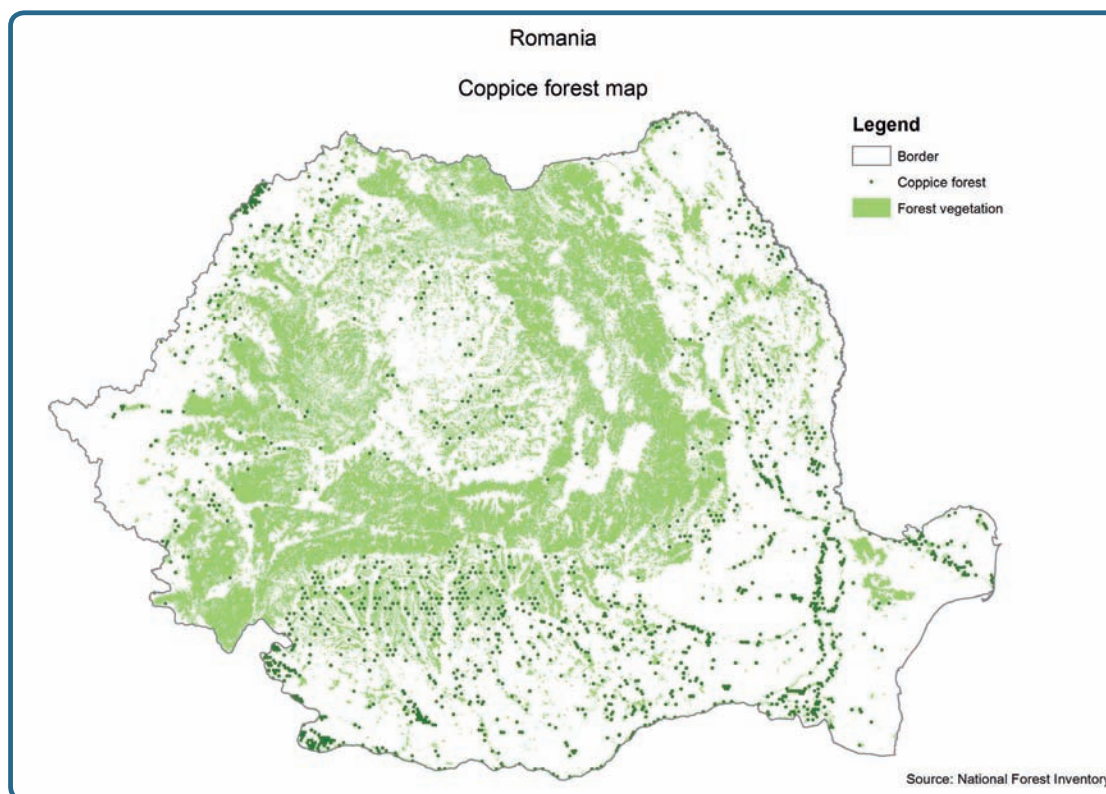 Romania
Coppice forest map
Legend
Border
Coppice forest
Forest vegetation
Source: National Forest Inventory